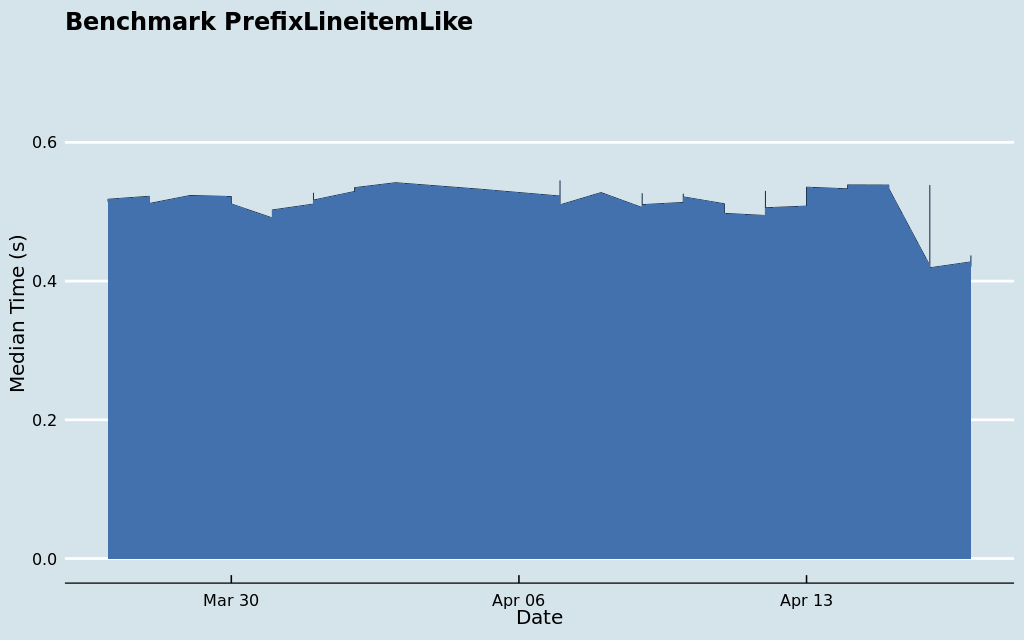 Benchmark PrefixLineitemLike
0.6
0.4
0.2
0.0
Median Time (s)
Mar 30
Apr 06
Apr 13
Date